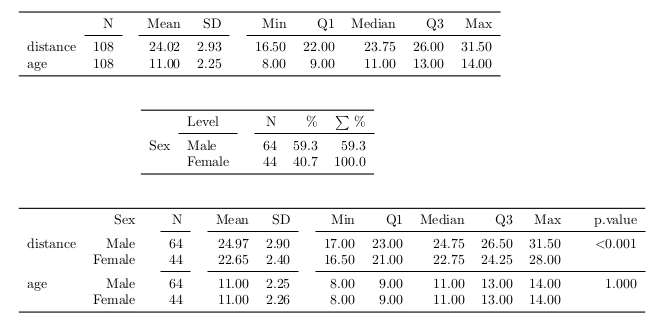 N Mean SD Min Q1 Median Q3 Max
distance 108 24.02 2.93 16.50 22.00 23.75 26.00 31.50
age 108 11.00 2.25 8.00 9.00 11.00 13.00 14.00
Level N % ∑ %
Sex Male 64 59.3 59.3
Female 44 40.7 100.0
Sex N Mean SD Min Q1 Median Q3 Max p.value
distance Male 64 24.97 2.90 17.00 23.00 24.75 26.50 31.50 <0.001
Female 44 22.65 2.40 16.50 21.00 22.75 24.25 28.00
age Male 64 11.00 2.25 8.00 9.00 11.00 13.00 14.00 1.000
Female 44 11.00 2.26 8.00 9.00 11.00 13.00 14.00